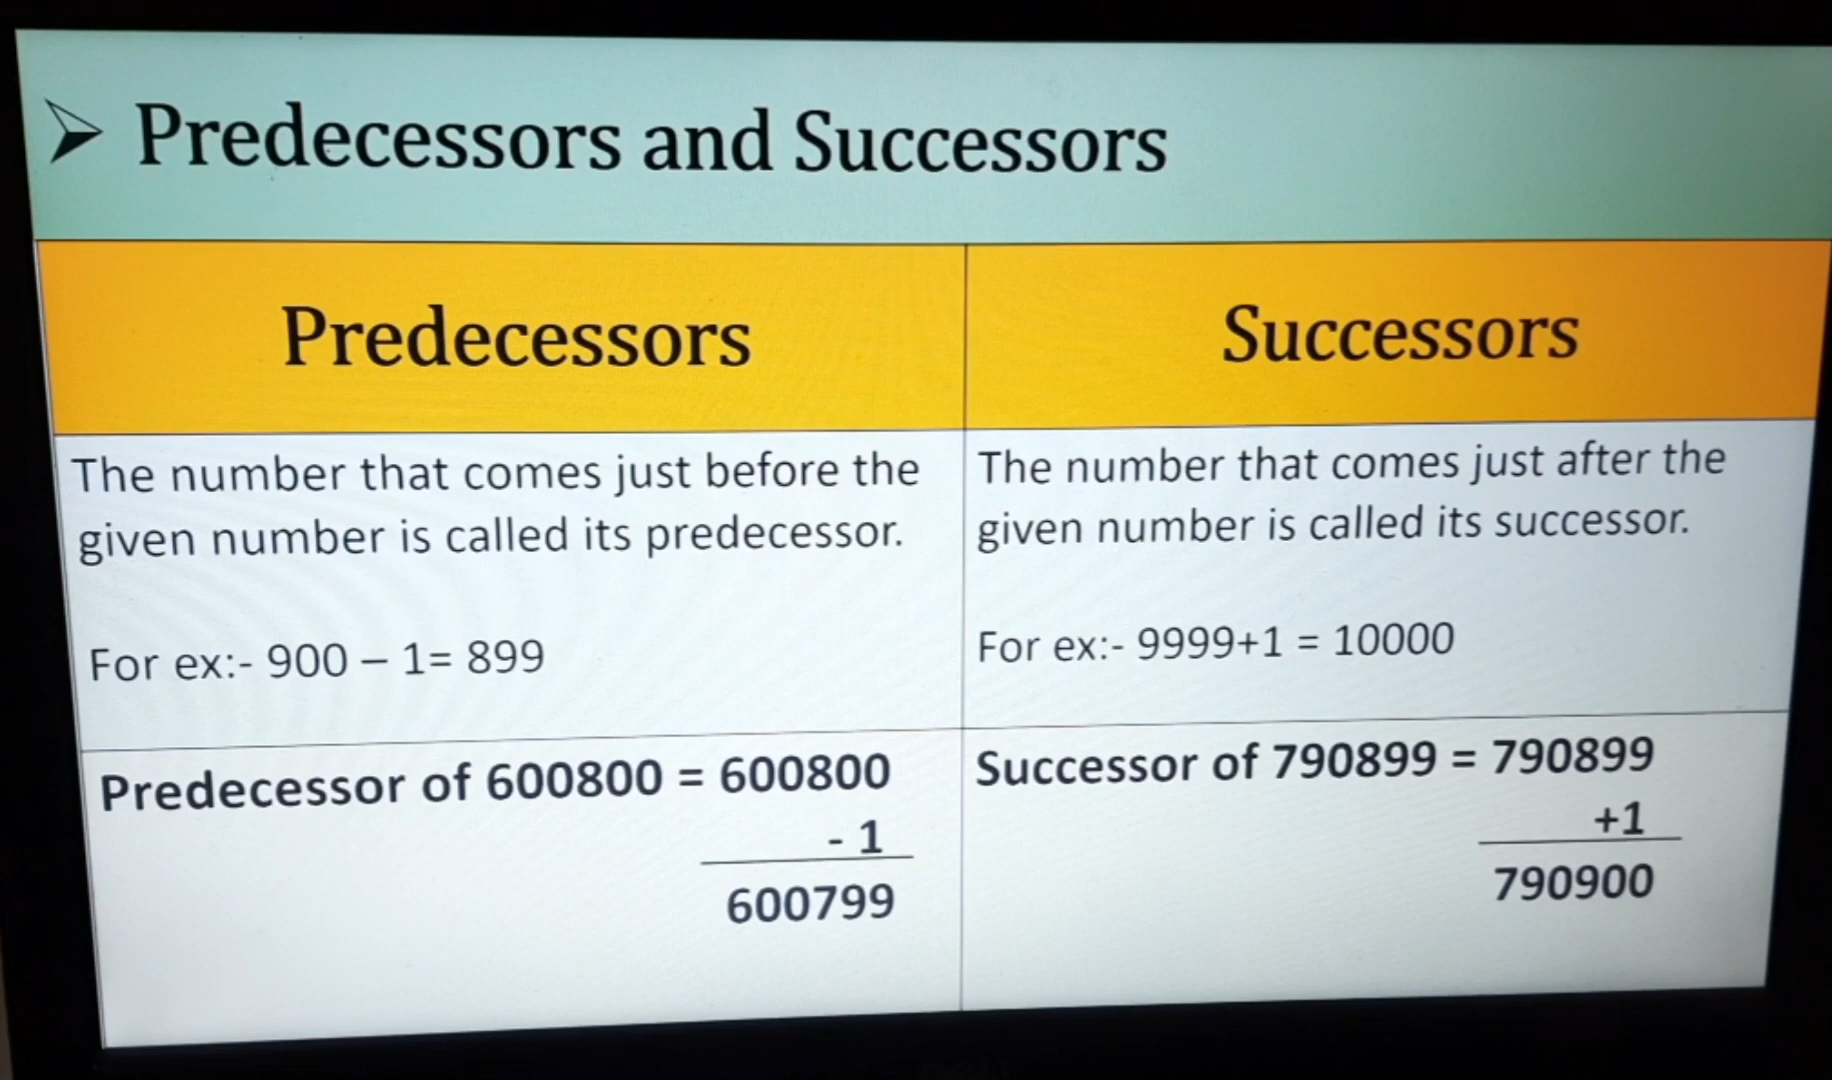 ➤ Predecessors and Successors
Predecessors
Successors
The number that comes just before the
given number is called its predecessor.
For ex:- 900 – 1= 899
The number that comes just after the
given number is called its successor.
For ex:- 9999+1 = 10000
Predecessor of 600800 = 600800
- 1
600799
Successor of 790899 = 790899
+1
790900